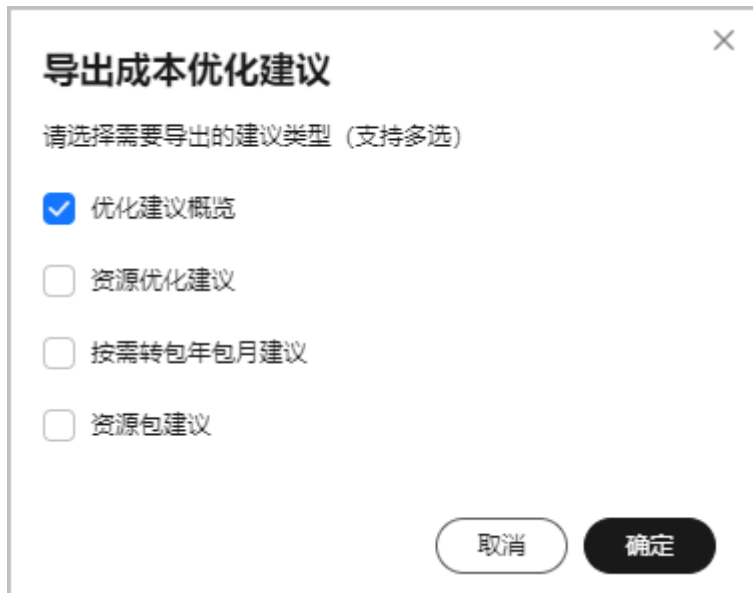 导出成本优化建议
请选择需要导出的建议类型（支持多选）
优化建议概览
资源优化建议
按需转包年包月建议
资源包建议
取消
确定